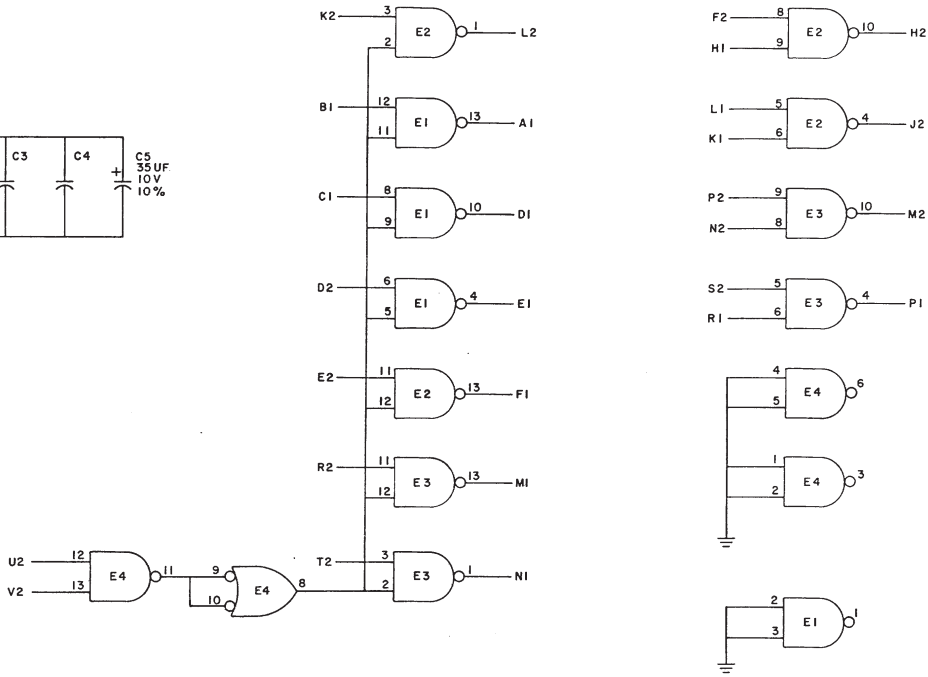 C3
C4
C5
35 UF
10V
10%
+
K2 3 E2 1 L2
2
B1 12 E1 13 A1
11
C1 8 E1 10 D1
9
D2 6 E1 4 E1
5
E2 11 E2 13 F1
12
R2 11 E3 13 M1
12
T2 3 E3 1 N1
2
U2 12 E4 11
V2 13
9 E4 8
10
F2 8 E2 10 H2
H1 9
L1 5 E2 4 J2
K1 6
P2 9 E3 10 M2
N2 8
S2 5 E3 4 P1
R1 6
4 E4 6
5
1 E4 3
2
2 E1 1
3